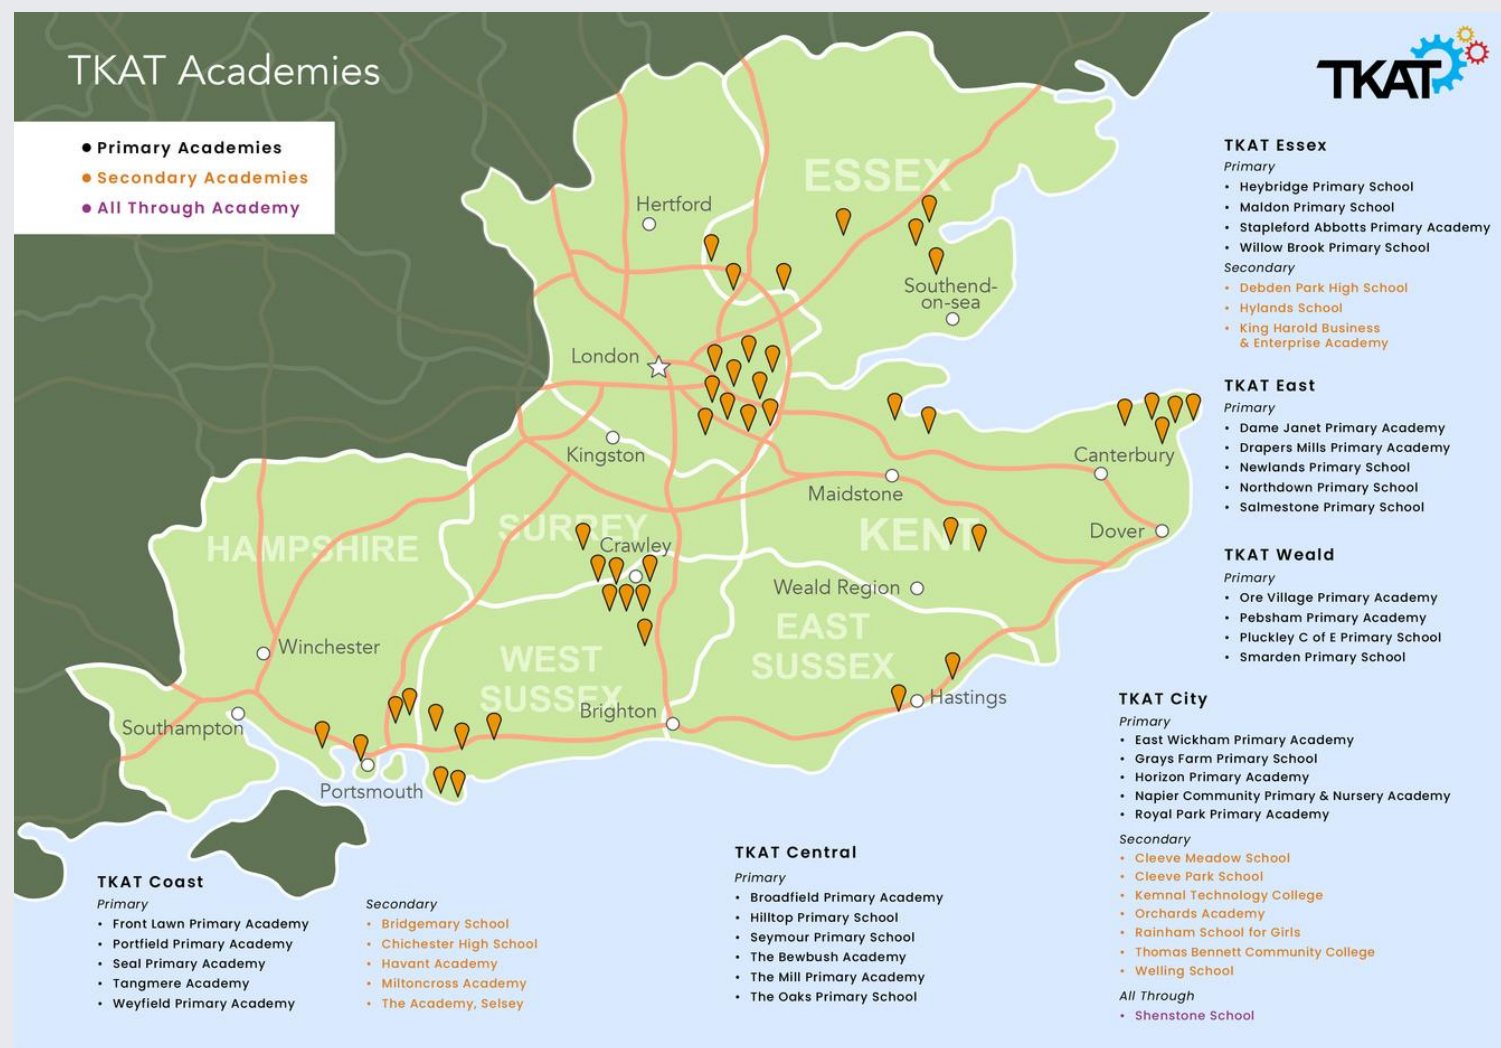 TKAT Academies
• Primary Academies
• Secondary Academies
• All Through Academy
TKAT
ESSEX
Hertford
Southend-
on-sea
London
Kingston
Canterbury
Maidstone
Dover
HAMPSHIRE
SURREY
KENT
Crawley
Weald Region
EAST
SUSSEX
Winchester
WEST
SUSSEX
Southampton
Brighton
Hastings
Portsmouth
TKAT Essex
Primary
• Heybridge Primary School
• Maldon Primary School
• Stapleford Abbotts Primary Academy
• Willow Brook Primary School
Secondary
• Debden Park High School
• Hylands School
• King Harold Business
& Enterprise Academy
TKAT East
Primary
• Dame Janet Primary Academy
• Drapers Mills Primary Academy
• Newlands Primary School
• Northdown Primary School
• Salmestone Primary School
TKAT Weald
Primary
• Ore Village Primary Academy
• Pebsham Primary Academy
• Pluckley C of E Primary School
• Smarden Primary School
TKAT City
Primary
• East Wickham Primary Academy
• Grays Farm Primary School
• Horizon Primary Academy
• Napier Community Primary & Nursery Academy
• Royal Park Primary Academy
Secondary
• Cleeve Meadow School
• Cleeve Park School
• Kemnal Technology College
• Orchards Academy
• Rainham School for Girls
• Thomas Bennett Community College
• Welling School
All Through
• Shenstone School
TKAT Central
Primary
• Broadfield Primary Academy
• Hilltop Primary School
• Seymour Primary School
• The Bewbush Academy
• The Mill Primary Academy
• The Oaks Primary School
TKAT Coast
Primary
• Front Lawn Primary Academy
• Portfield Primary Academy
• Seal Primary Academy
• Tangmere Academy
• Weyfield Primary Academy
Secondary
• Bridgemary School
• Chichester High School
• Havant Academy
• Miltoncross Academy
• The Academy, Selsey